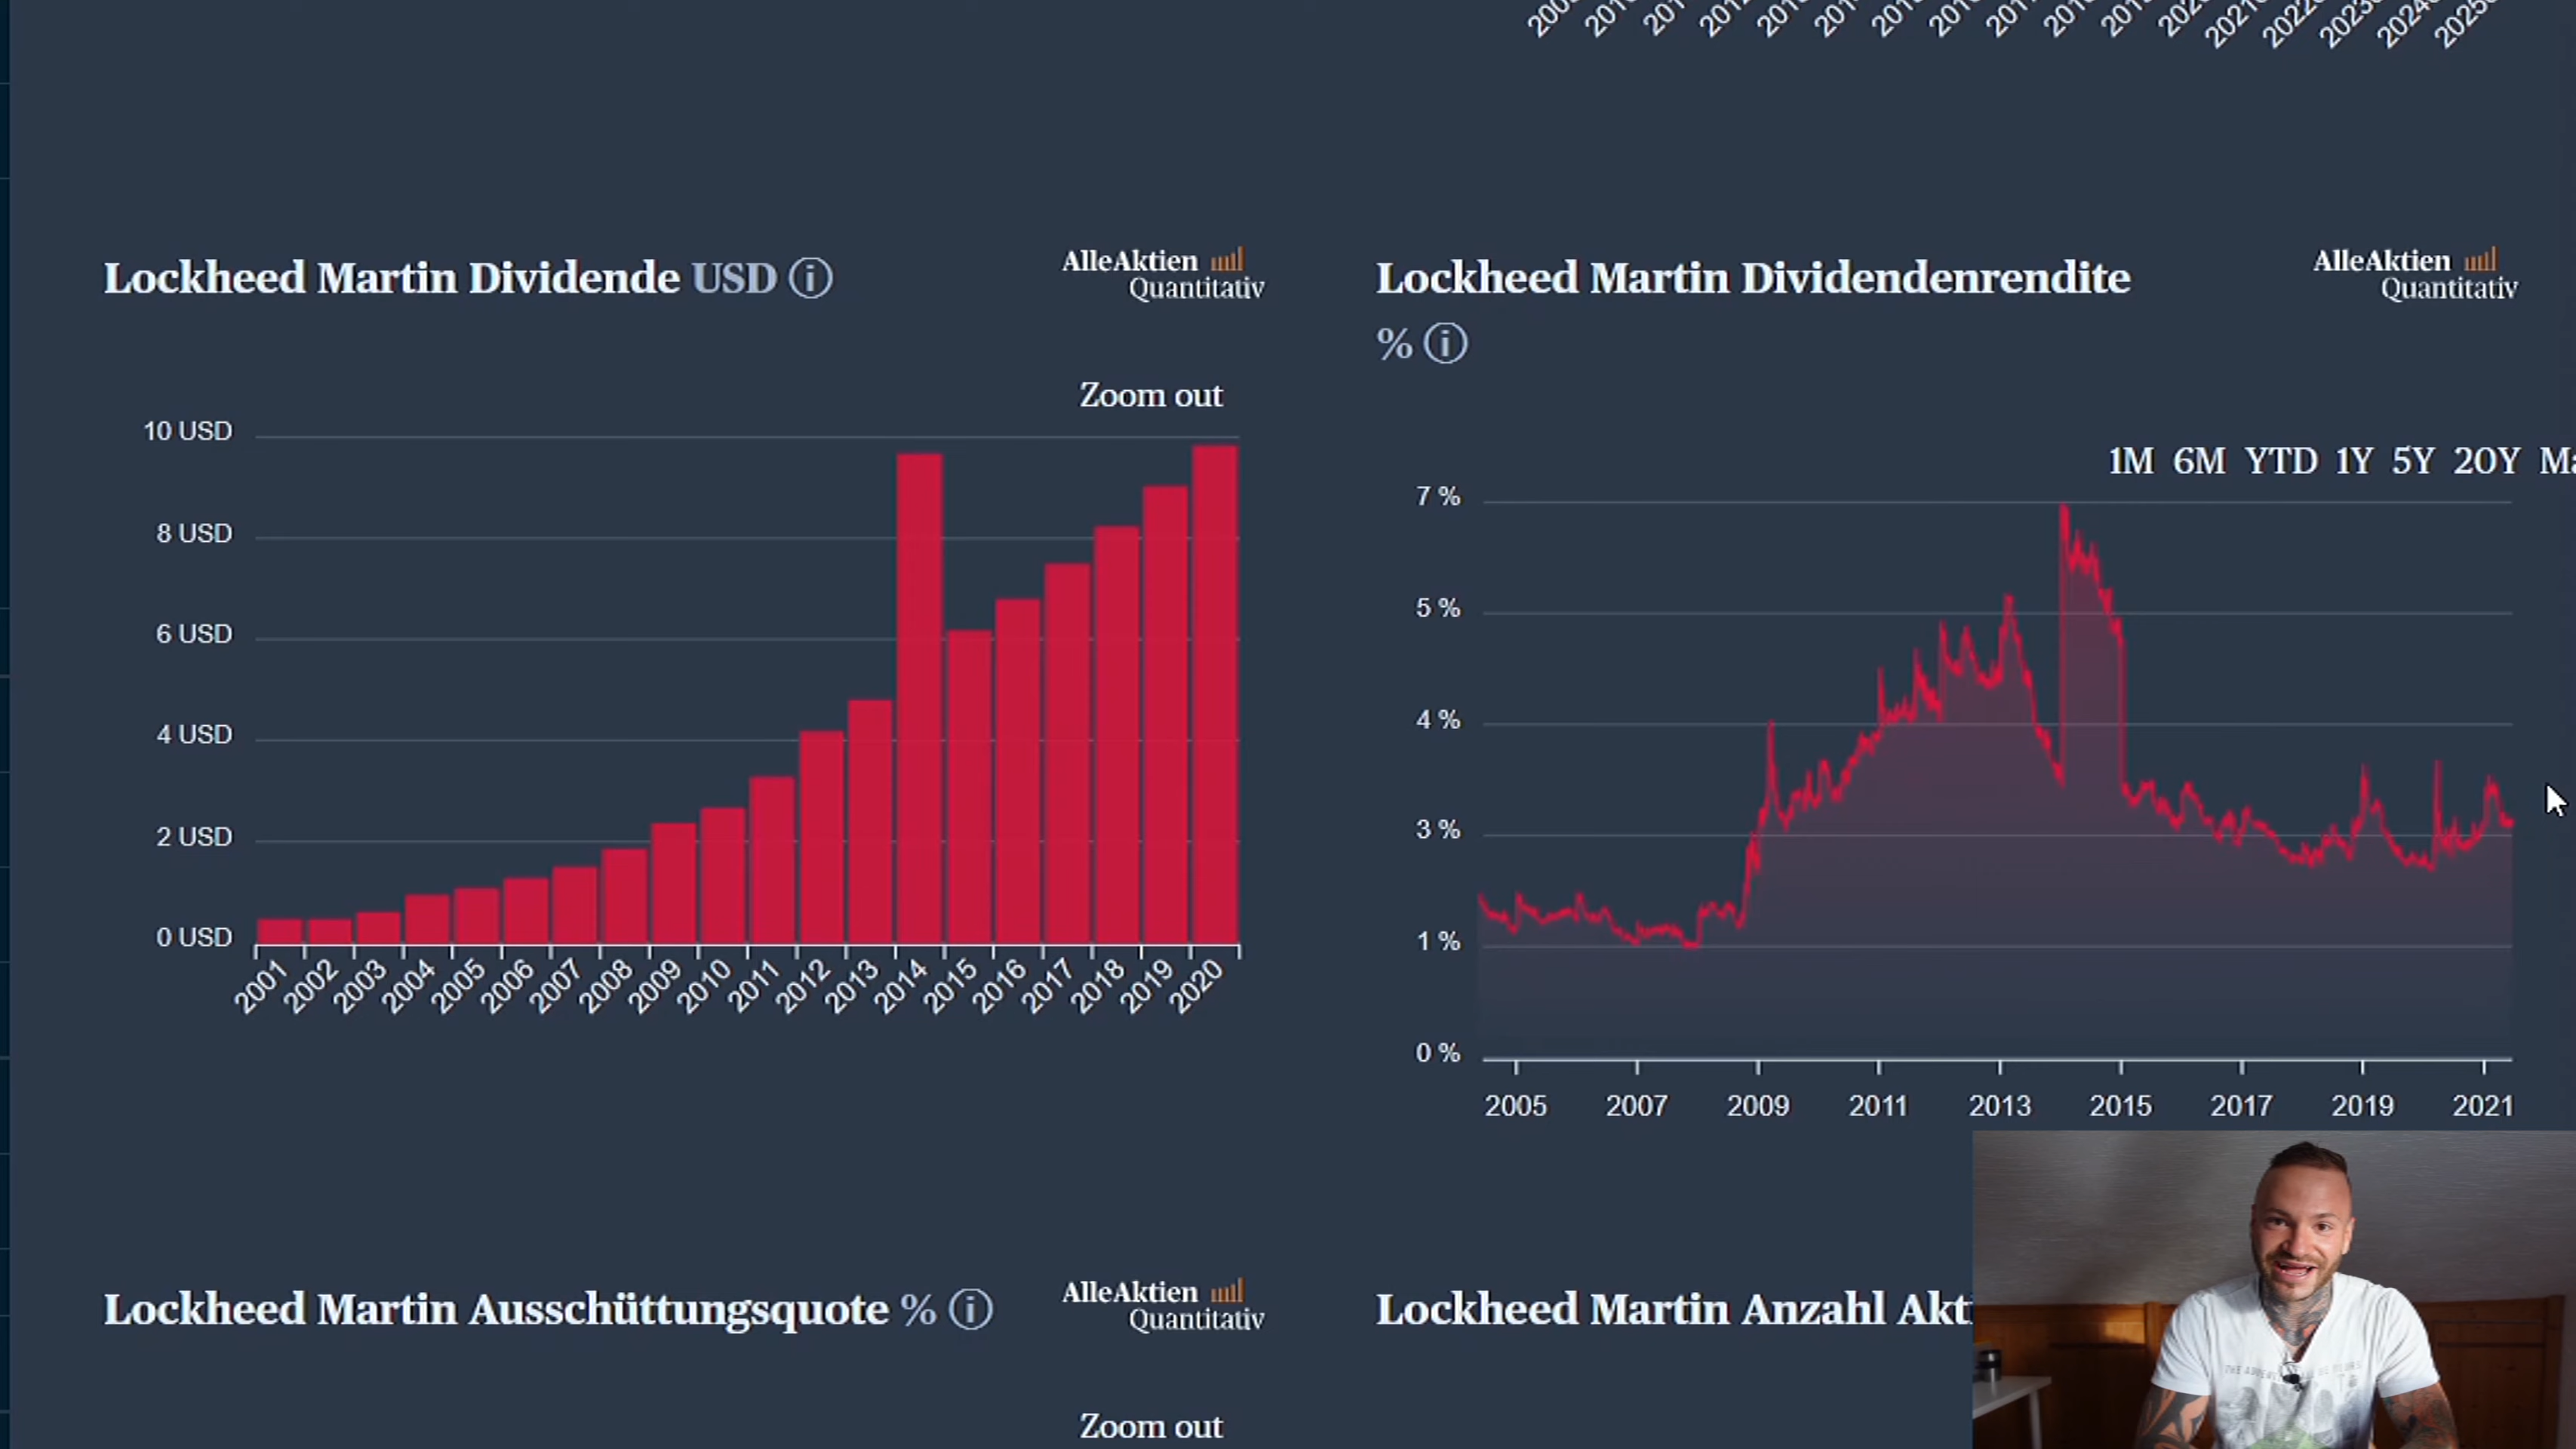 Lockheed Martin Dividende USD ⓘ
AlleAktien
Quantitativ
Zoom out
10 USD
8 USD
6 USD
4 USD
2 USD
0 USD
2001 2002 2003 2004 2005 2006 2007 2008 2009 2010 2011 2012 2013 2014 2015 2016 2017 2018 2019 2020
Lockheed Martin Dividendenrendite
% ⓘ
AlleAktien
Quantitativ
1M 6M YTD 1Y 5Y 20Y Ma
7 %
5 %
4 %
3 %
1 %
0 %
2005 2007 2009 2011 2013 2015 2017 2019 2021
Lockheed Martin Ausschüttungsquote % ⓘ
AlleAktien
Quantitativ
Zoom out
Lockheed Martin Anzahl Akt